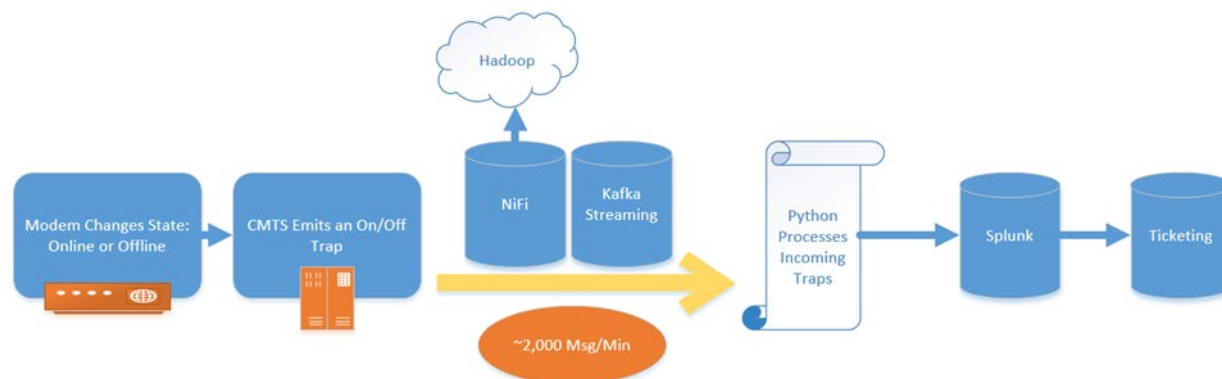 Hadoop
Modem Changes State:
Online or Offline
CMTS Emits an On/Off
Trap
NiFi
Kafka
Streaming
~2,000 Msg/Min
Python
Processes
Incoming
Traps
Splunk
Ticketing